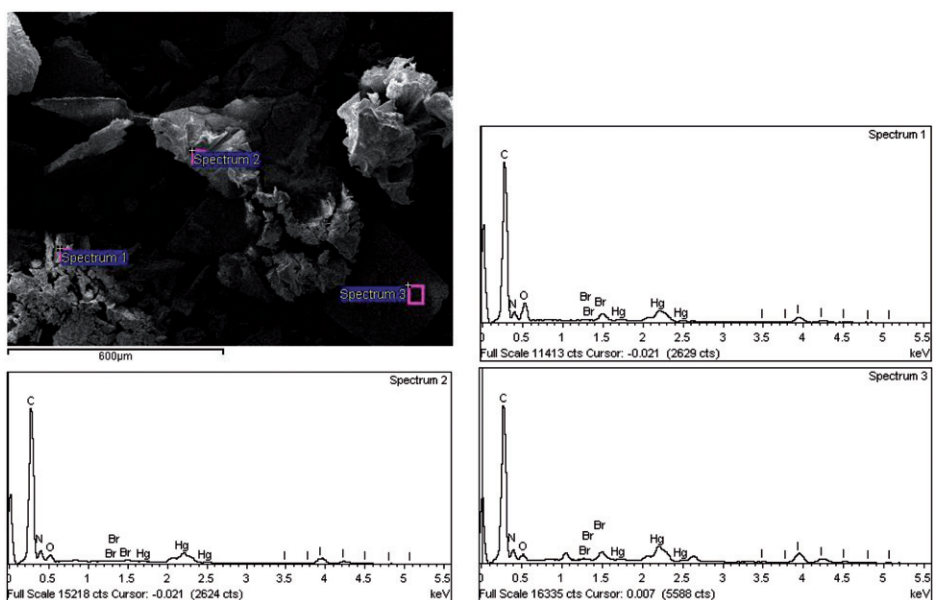 Spectrum 2
Spectrum 1
Spectrum 3
600µm
Spectrum 1
C
N O Br Br Br Hg Hg Hg I I I I I I
0 0.5 1 1.5 2 2.5 3 3.5 4 4.5 5 5.5
Full Scale 11413 cts Cursor: -0.021 (2629 cts) keV
Spectrum 2
C
N O Br Br Br Hg Hg Hg I I I I I I
0 0.5 1 1.5 2 2.5 3 3.5 4 4.5 5 5.5
Full Scale 15218 cts Cursor: -0.021 (2624 cts) keV
Spectrum 3
C
N O Br Br Br Hg Hg Hg I I I I I I
0 0.5 1 1.5 2 2.5 3 3.5 4 4.5 5 5.5
Full Scale 16335 cts Cursor: 0.007 (5588 cts) keV